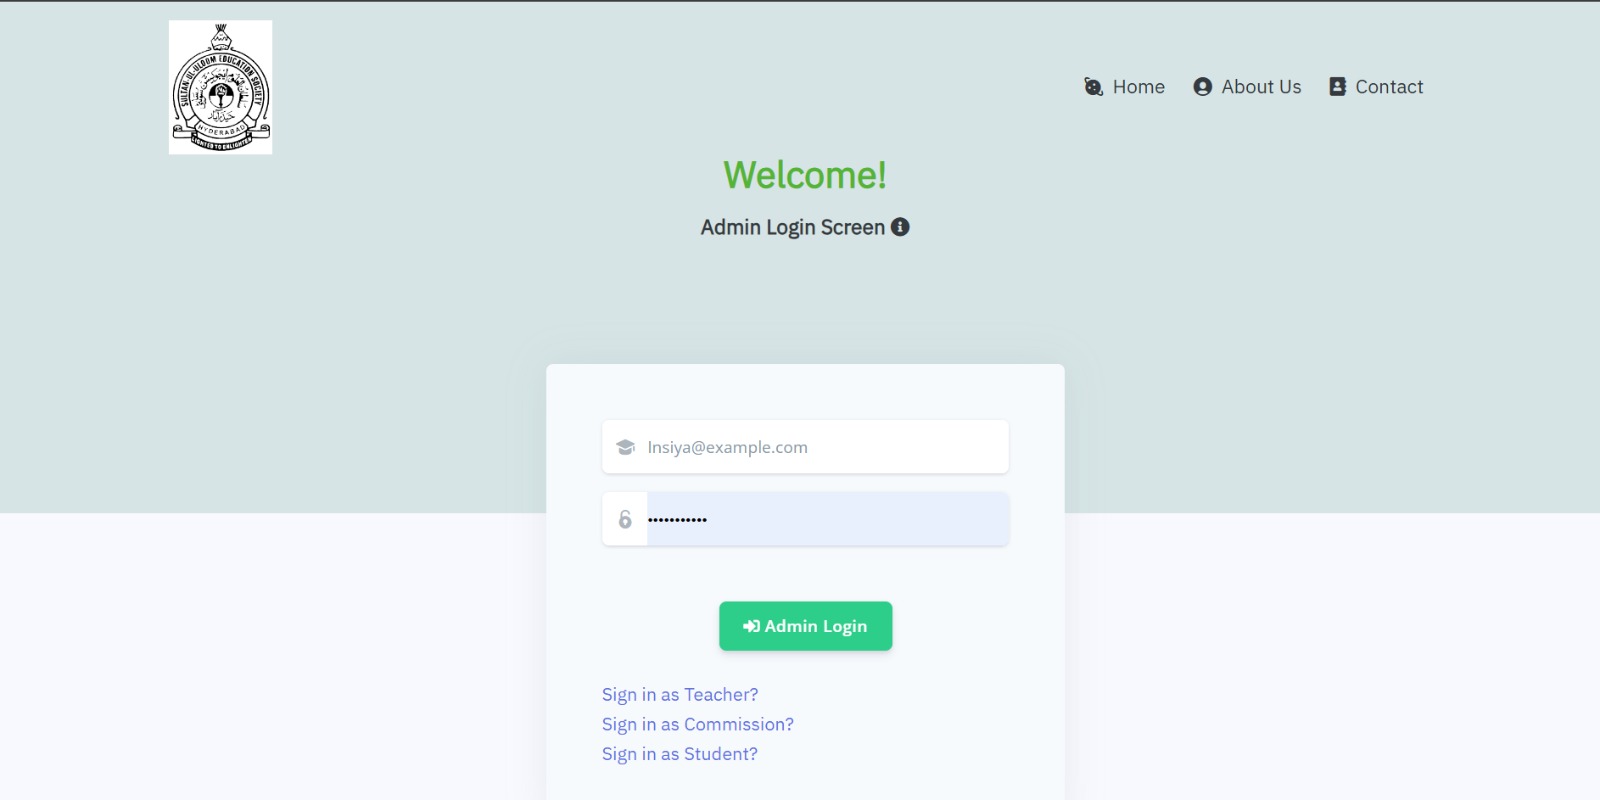 SULTAN-UL-ULOOM EDUCATION SOCIETY
HYDERABAD
Home
About Us
Contact
Welcome!
Admin Login Screen
Insiya@example.com
•••••••••••
Admin Login
Sign in as Teacher?
Sign in as Commission?
Sign in as Student?